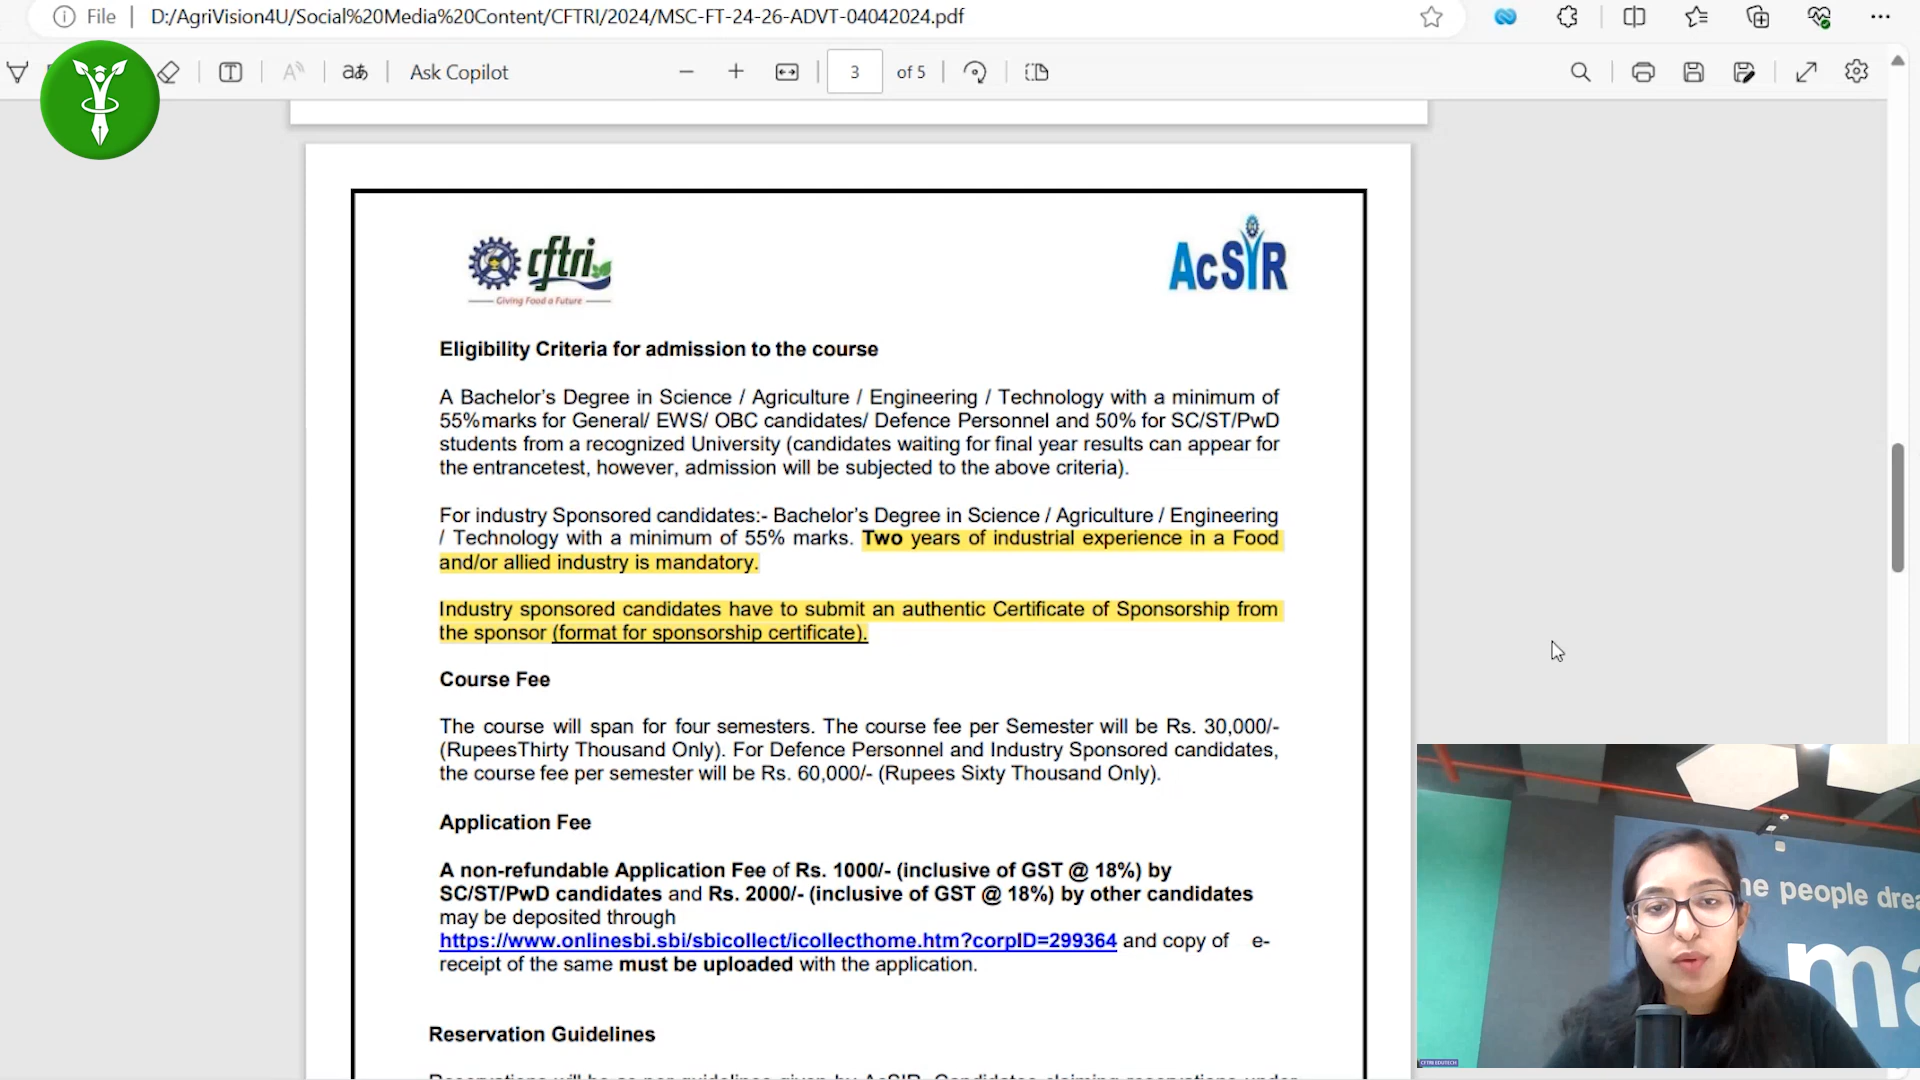 File
D:/AgriVision4U/Social%20Media%20Content/CFTRI/2024/MSC-FT-24-26-ADVT-04042024.pdf
aあ
Ask Copilot
3
of 5
cftri
Giving Food a Future
AcSIR
Eligibility Criteria for admission to the course
A Bachelor's Degree in Science / Agriculture / Engineering / Technology with a minimum of
55%marks for General/ EWS/ OBC candidates/ Defence Personnel and 50% for SC/ST/PwD
students from a recognized University (candidates waiting for final year results can appear for
the entrancetest, however, admission will be subjected to the above criteria).
For industry Sponsored candidates:- Bachelor's Degree in Science / Agriculture / Engineering
/ Technology with a minimum of 55% marks. Two years of industrial experience in a Food
and/or allied industry is mandatory.
Industry sponsored candidates have to submit an authentic Certificate of Sponsorship from
the sponsor (format for sponsorship certificate).
Course Fee
The course will span for four semesters. The course fee per Semester will be Rs. 30,000/-
(RupeesThirty Thousand Only). For Defence Personnel and Industry Sponsored candidates,
the course fee per semester will be Rs. 60,000/- (Rupees Sixty Thousand Only).
Application Fee
A non-refundable Application Fee of Rs. 1000/- (inclusive of GST @ 18%) by
SC/ST/PwD candidates and Rs. 2000/- (inclusive of GST @ 18%) by other candidates
may be deposited through
https://www.onlinesbi.sbi/sbicollect/icollecthome.htm?corpID=299364 and copy of e-
receipt of the same must be uploaded with the application.
Reservation Guidelines
people
ma